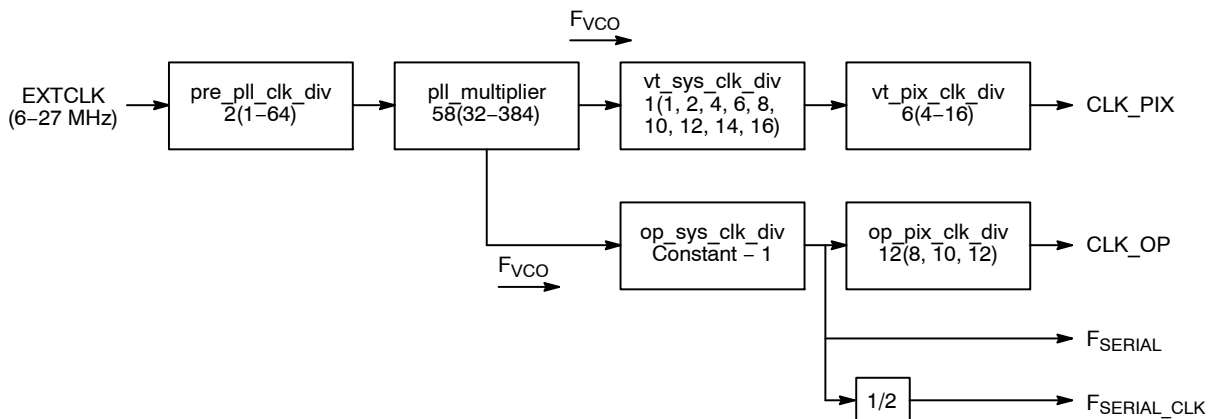 F_VCO
EXTCLK
(6–27 MHz)
pre_pll_clk_div
2(1–64)
pll_multiplier
58(32–384)
vt_sys_clk_div
1(1, 2, 4, 6, 8,
10, 12, 14, 16)
vt_pix_clk_div
6(4–16)
CLK_PIX
F_VCO
op_sys_clk_div
Constant – 1
op_pix_clk_div
12(8, 10, 12)
CLK_OP
F_SERIAL
1/2
F_SERIAL_CLK